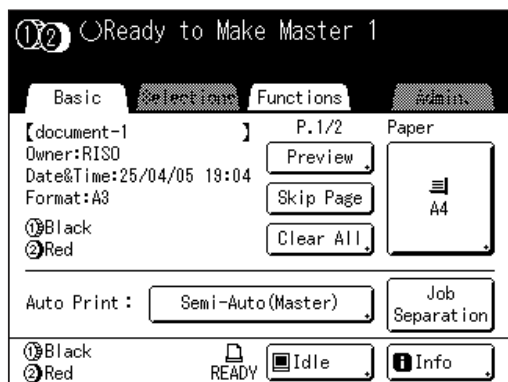 ①② Ready to Make Master 1
Basic Selections Functions Admin.
[document-1 ] P.1/2 Paper
Owner:RISO Preview
Date&Time:25/04/05 19:04
Format:A3 Skip Page A4
①Black Clear All
②Red
Auto Print: Semi-Auto(Master) Job Separation
①Black Idle Info
②Red READY